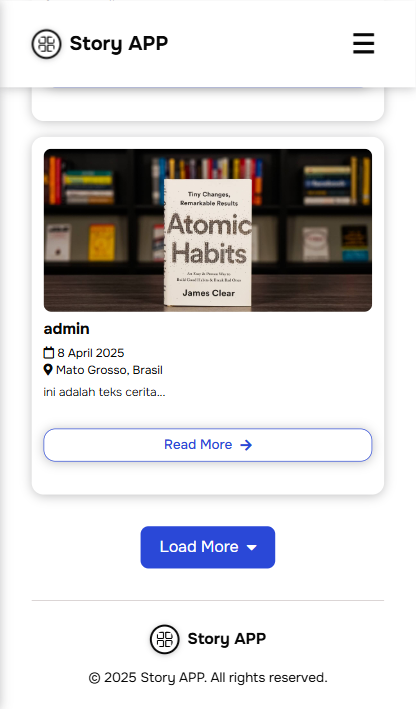 Story APP
Tiny Changes,
Remarkable Results
Atomic
Habits
An Easy & Proven Way to
Build Good Habits & Break Bad Ones
James Clear
admin
8 April 2025
Mato Grosso, Brasil
ini adalah teks cerita...
Read More
Load More
Story APP
© 2025 Story APP. All rights reserved.